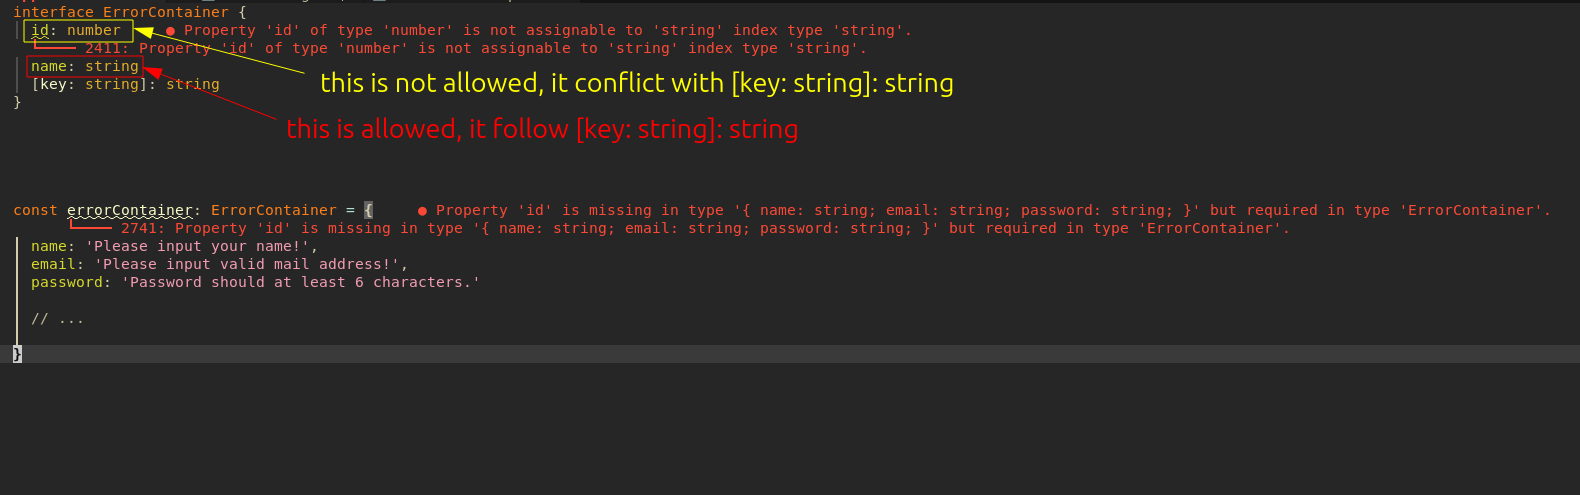 interface ErrorContainer {
id: number ● Property 'id' of type 'number' is not assignable to 'string' index type 'string'.
2411: Property 'id' of type 'number' is not assignable to 'string' index type 'string'.
name: string
this is not allowed, it conflict with [key: string]: string
[key: string]: string
}
this is allowed, it follow [key: string]: string
const errorContainer: ErrorContainer = { ● Property 'id' is missing in type '{ name: string; email: string; password: string; }' but required in type 'ErrorContainer'.
2741: Property 'id' is missing in type '{ name: string; email: string; password: string; }' but required in type 'ErrorContainer'.
name: 'Please input your name!',
email: 'Please input valid mail address!',
password: 'Password should at least 6 characters.'
// ...
}